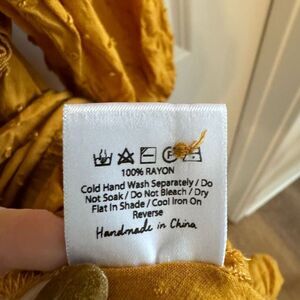 100% RAYON
Cold Hand Wash Separately / Do
Not Soak / Do Not Bleach / Dry
Flat In Shade / Cool Iron On
Reverse
Handmade in China